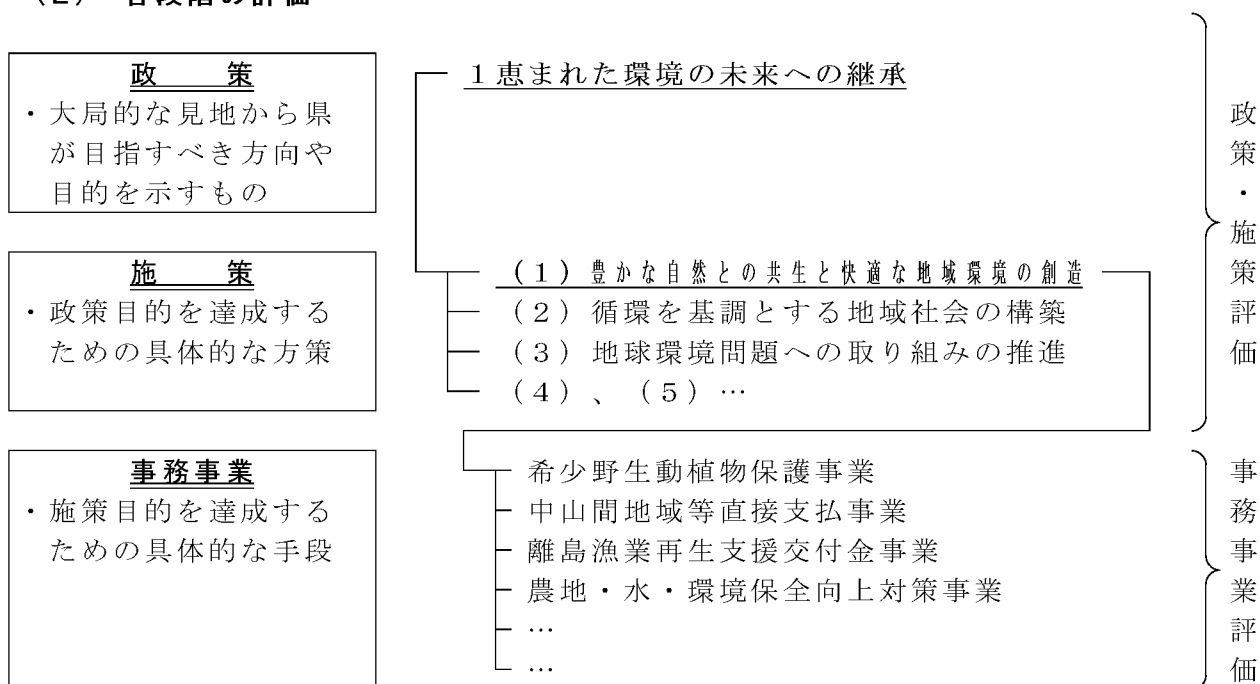 （２） 各段階の評価
政　　策
・大局的な見地から県
が目指すべき方向や
目的を示すもの
１恵まれた環境の未来への継承
施　　策
・政策目的を達成する
ための具体的な方策
（１）豊かな自然との共生と快適な地域環境の創造
（２）循環を基調とする地域社会の構築
（３）地球環境問題への取り組みの推進
（４）、（５）…
政策・施策評価
事務事業
・施策目的を達成する
ための具体的な手段
希少野生動植物保護事業
中山間地域等直接支払事業
離島漁業再生支援交付金事業
農地・水・環境保全向上対策事業
…
…
事務事業評価